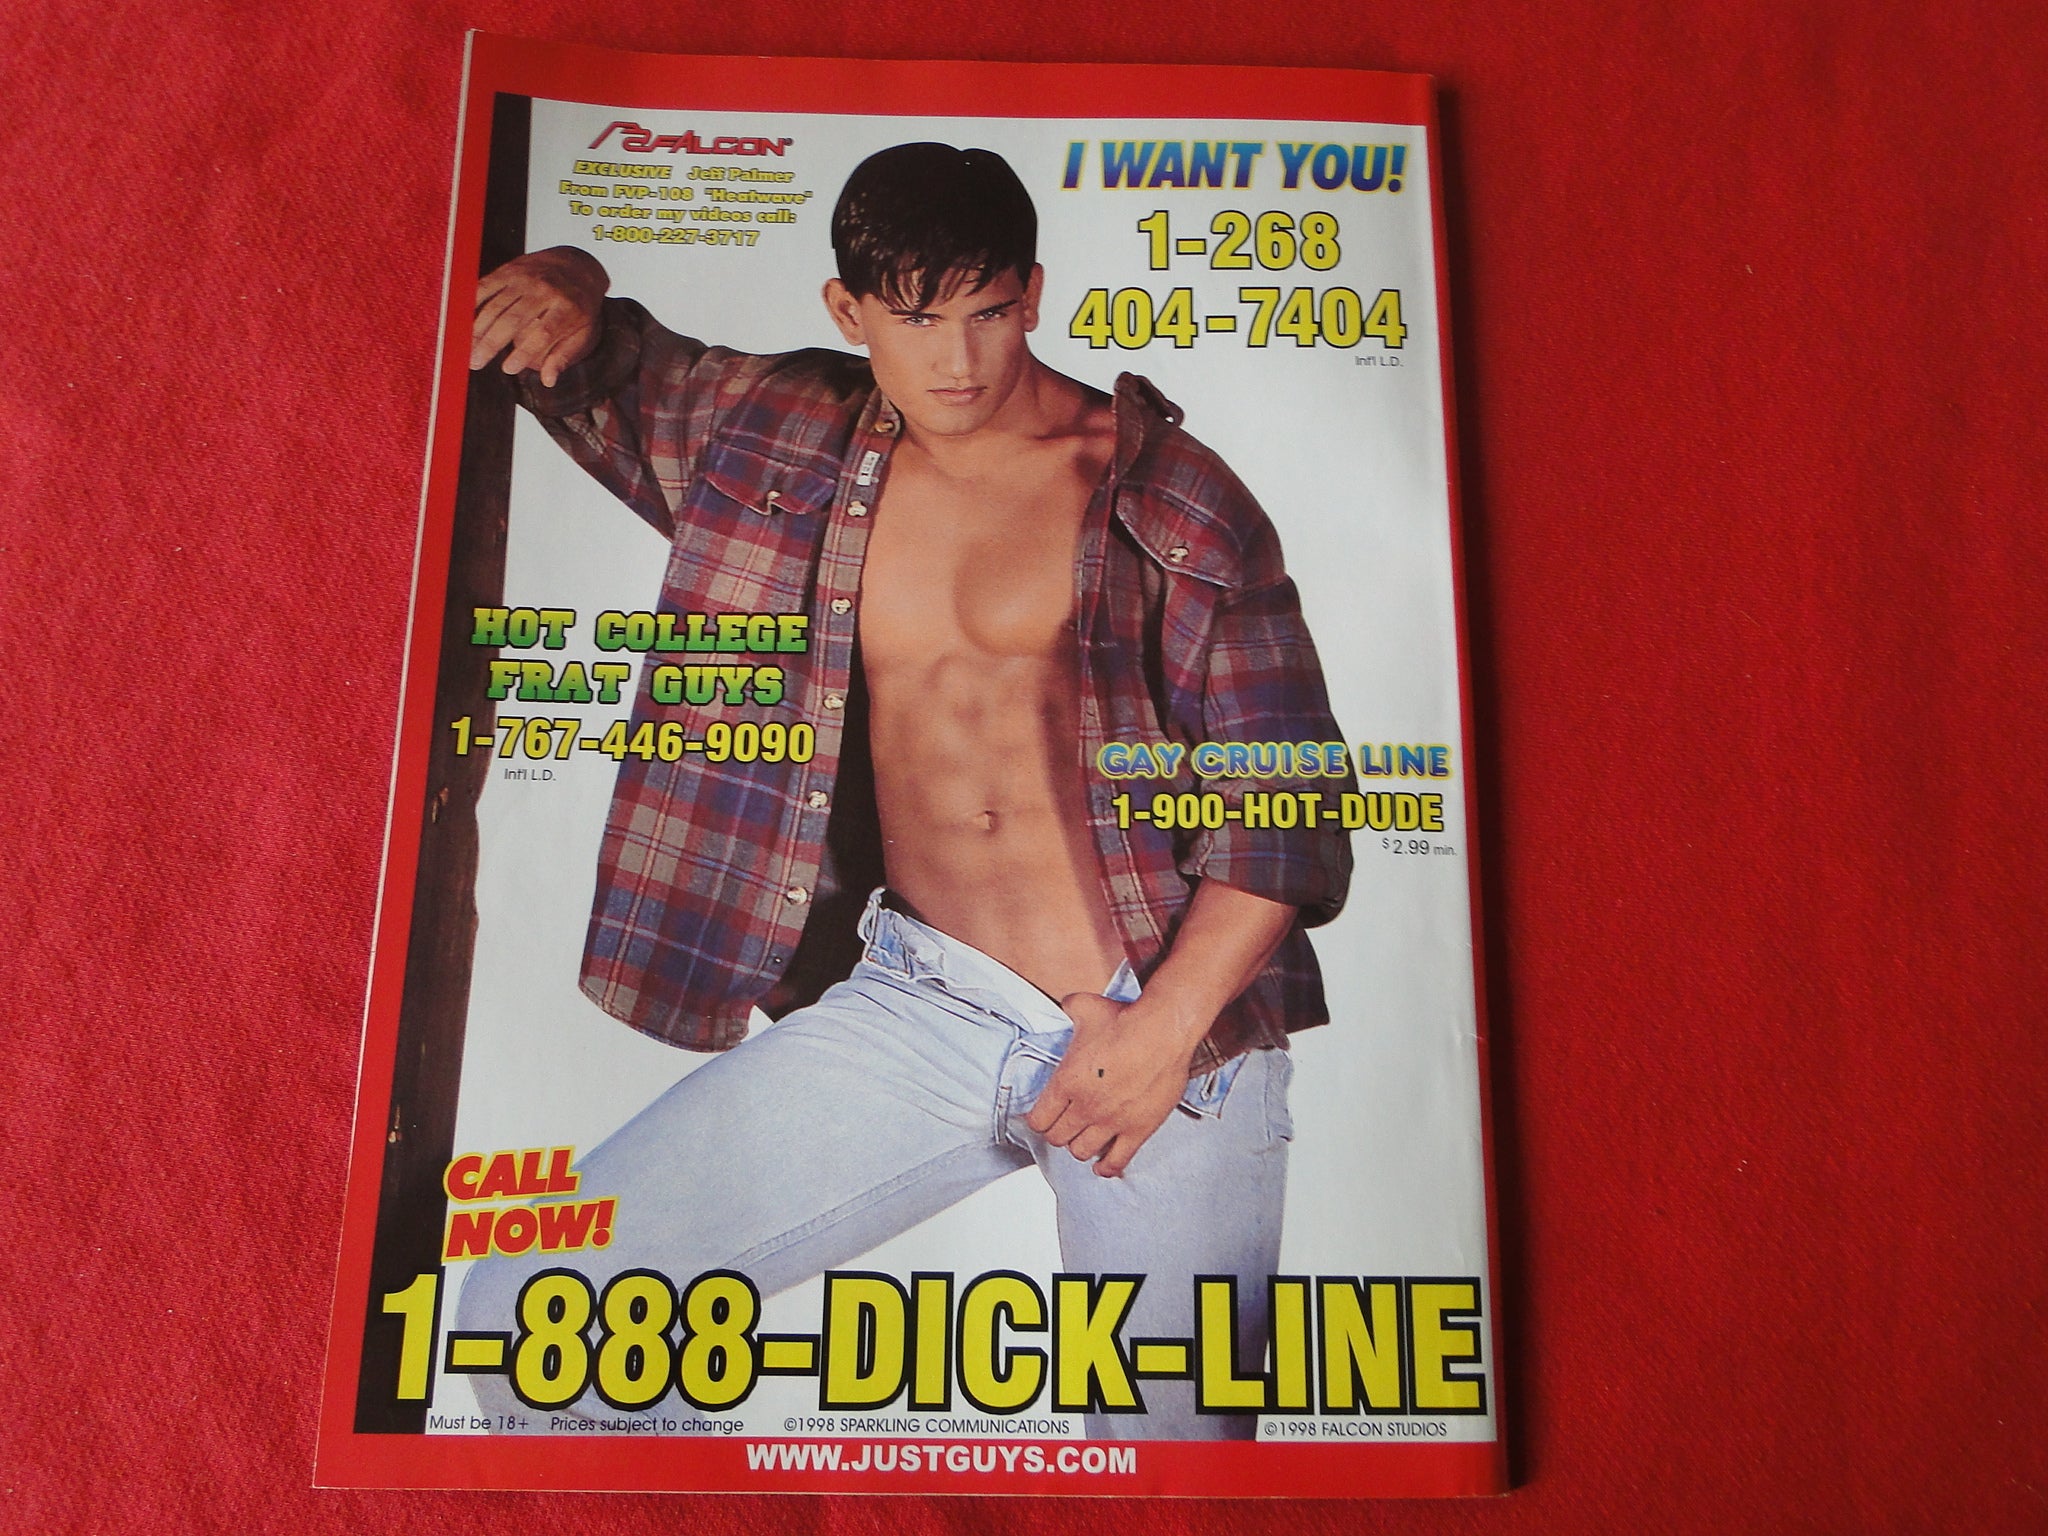 FALCON®
EXCLUSIVE Jeff Palmer
From FVP-108 "Heatwave"
To order my videos call:
1-800-227-3717
I WANT YOU!
1-268
404-7404
Int'l L.D.
HOT COLLEGE
FRAT GUYS
1-767-446-9090
Int'l L.D.
GAY CRUISE LINE
1-900-HOT-DUDE
$2.99 min.
CALL
NOW!
1-888-DICK-LINE
Must be 18+ Prices subject to change ©1998 SPARKLING COMMUNICATIONS ©1998 FALCON STUDIOS
WWW.JUSTGUYS.COM